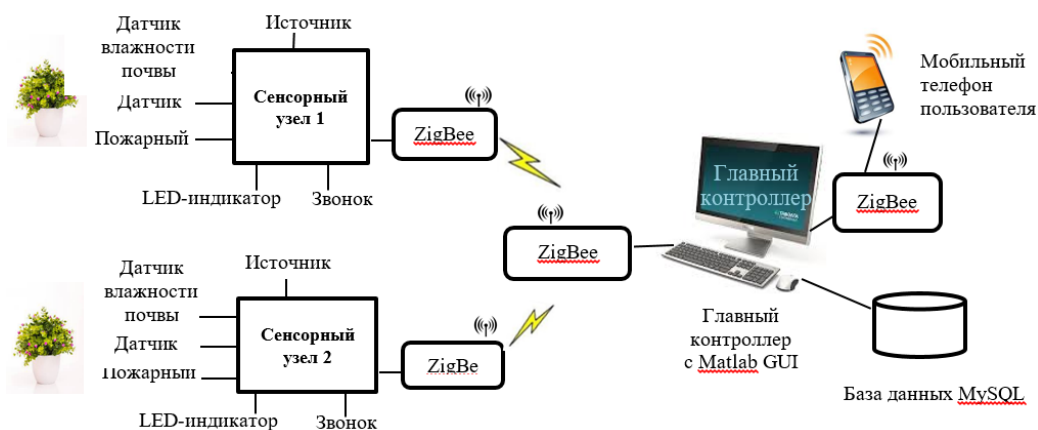 Датчик
влажности
почвы
Источник
Датчик
Пожарный
Сенсорный
узел 1
ZigBee
LED-индикатор
Звонок
Мобильный
телефон
пользователя
Главный
контроллер
ZigBee
ZigBee
Датчик
влажности
почвы
Источник
Датчик
Пожарный
Сенсорный
узел 2
ZigBe
LED-индикатор
Звонок
Главный
контроллер
с Matlab GUI
База данных MySQL